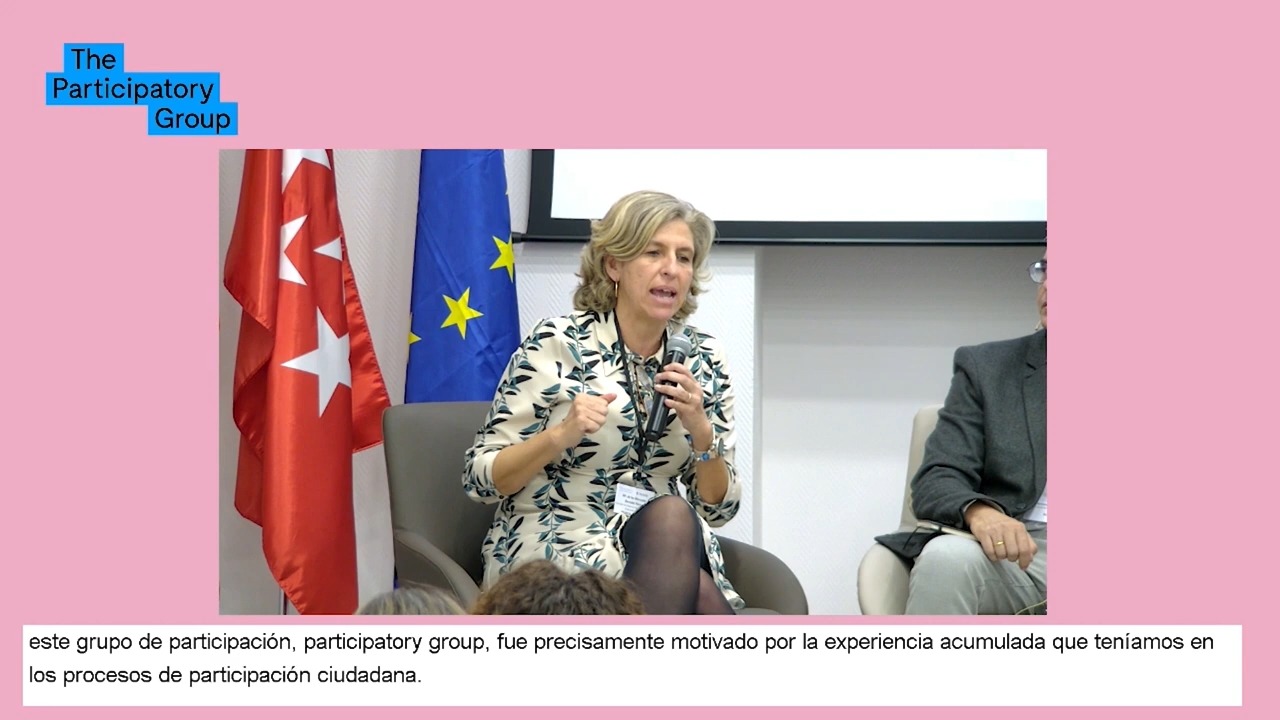 The
Participatory
Group
este grupo de participación, participatory group, fue precisamente motivado por la experiencia acumulada que teníamos en
los procesos de participación ciudadana.